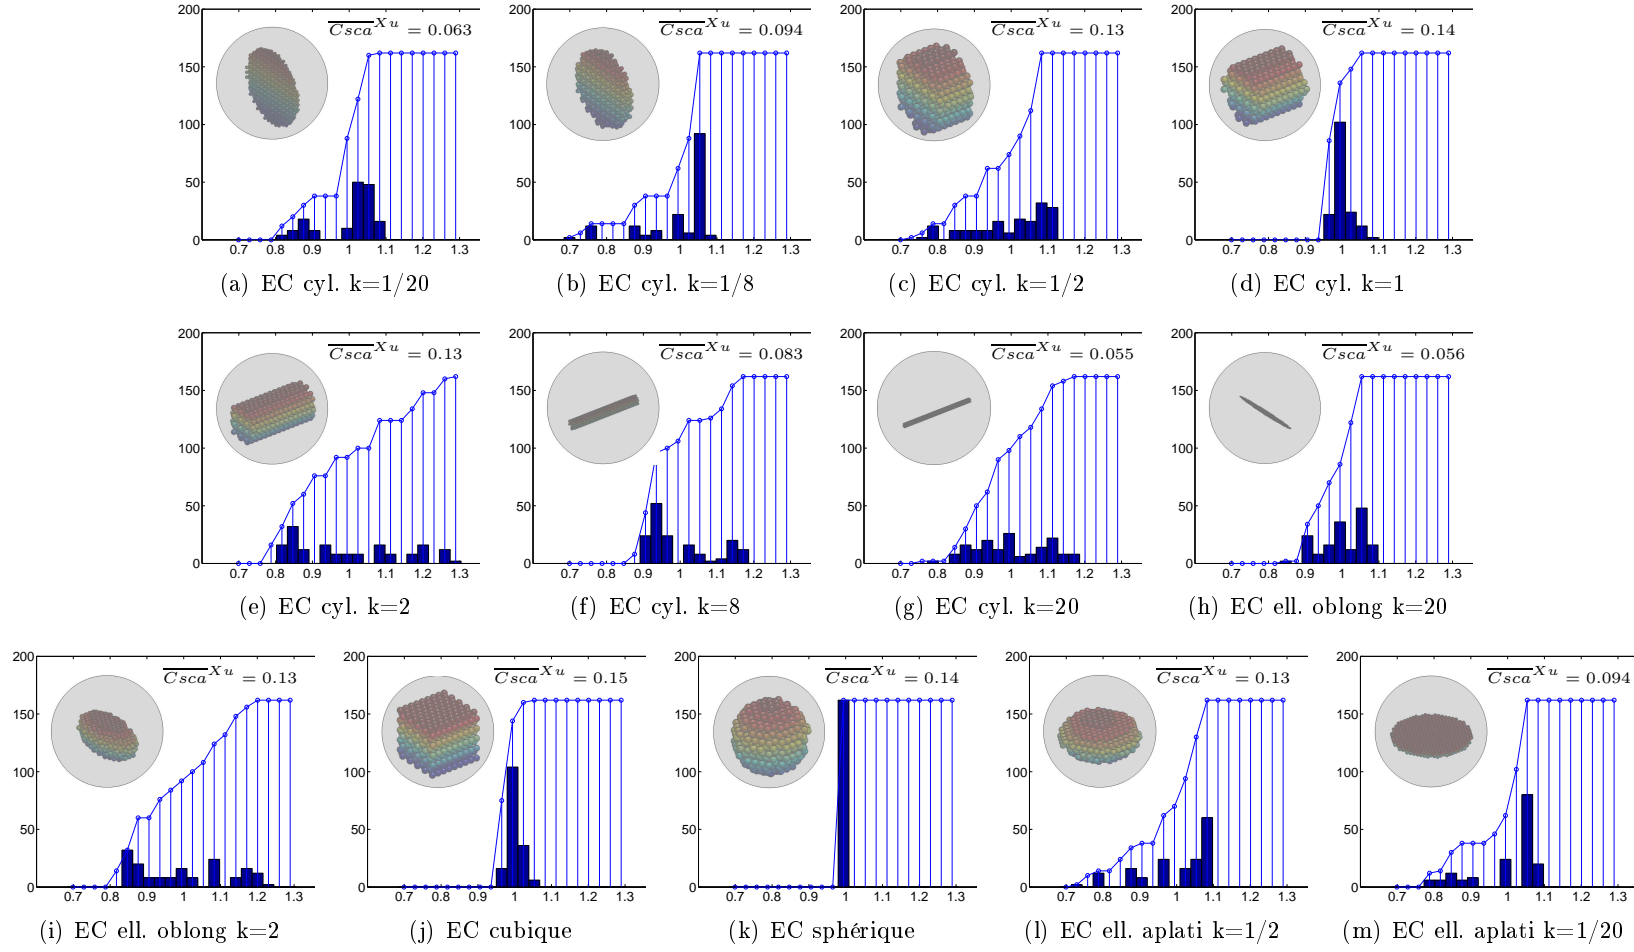 200
150
100
50
0
0.7 0.8 0.9 1 1.1 1.2 1.3
Csca Xu = 0.063
(a) EC cyl. k=1/20
200
150
100
50
0
0.7 0.8 0.9 1 1.1 1.2 1.3
Csca Xu = 0.094
(b) EC cyl. k=1/8
200
150
100
50
0
0.7 0.8 0.9 1 1.1 1.2 1.3
Csca Xu = 0.13
(c) EC cyl. k=1/2
200
150
100
50
0
0.7 0.8 0.9 1 1.1 1.2 1.3
Csca Xu = 0.14
(d) EC cyl. k=1
200
150
100
50
0
0.7 0.8 0.9 1 1.1 1.2 1.3
Csca Xu = 0.13
(e) EC cyl. k=2
200
150
100
50
0
0.7 0.8 0.9 1 1.1 1.2 1.3
Csca Xu = 0.083
(f) EC cyl. k=8
200
150
100
50
0
0.7 0.8 0.9 1 1.1 1.2 1.3
Csca Xu = 0.055
(g) EC cyl. k=20
200
150
100
50
0
0.7 0.8 0.9 1 1.1 1.2 1.3
Csca Xu = 0.056
(h) EC ell. oblong k=20
200
150
100
50
0
0.7 0.8 0.9 1 1.1 1.2 1.3
Csca Xu = 0.13
(i) EC ell. oblong k=2
200
150
100
50
0
0.7 0.8 0.9 1 1.1 1.2 1.3
Csca Xu = 0.15
(j) EC cubique
200
150
100
50
0
0.7 0.8 0.9 1 1.1 1.2 1.3
Csca Xu = 0.14
(k) EC sphérique
200
150
100
50
0
0.7 0.8 0.9 1 1.1 1.2 1.3
Csca Xu = 0.13
(l) EC ell. aplati k=1/2
200
150
100
50
0
0.7 0.8 0.9 1 1.1 1.2 1.3
Csca Xu = 0.094
(m) EC ell. aplati k=1/20